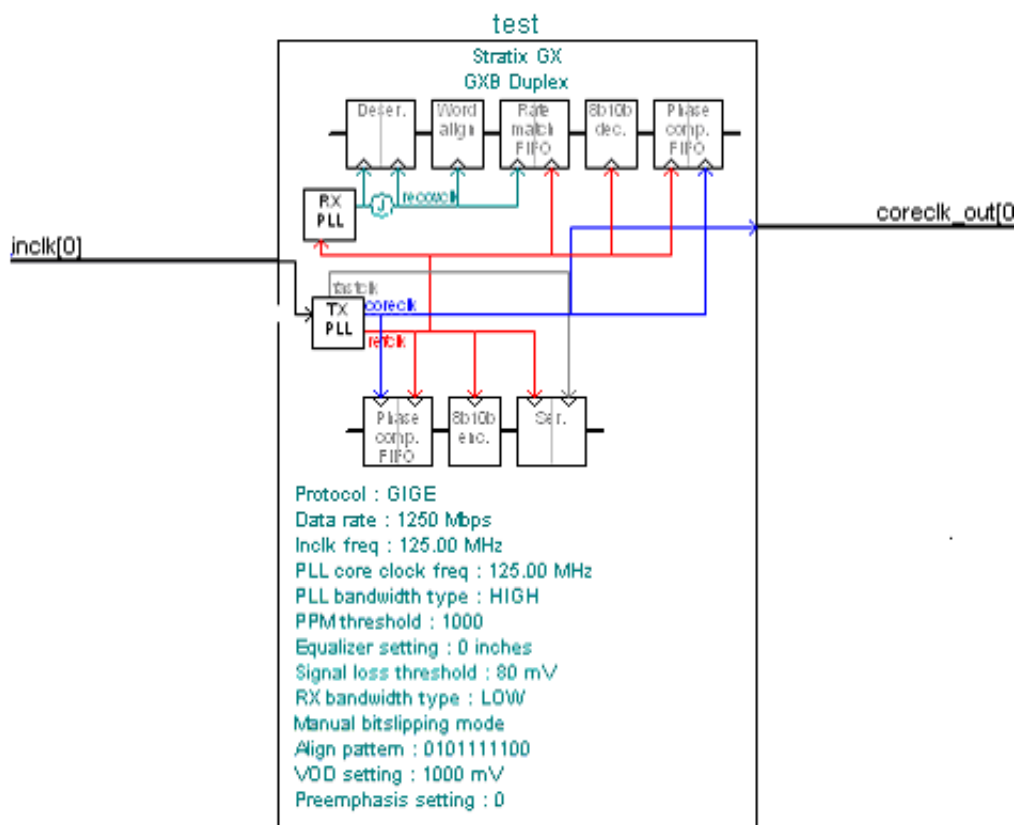 test
Stratix GX
GXB Duplex
Deser.
Word
align
Rate
match
FIFO
8b10b
dec.
Phase
comp.
FIFO
RX
PLL
J
recovclk
inclk[0]
coreclk_out[0
TX
PLL
coreclk
refclk
Phase
comp.
FIFO
8b10b
enc.
Ser.
Protocol : GIGE
Data rate : 1250 Mbps
Inclk freq : 125.00 MHz
PLL core clock freq : 125.00 MHz
PLL bandwidth type : HIGH
PPM threshold : 1000
Equalizer setting : 0 inches
Signal loss threshold : 80 mV
RX bandwidth type : LOW
Manual bitslipping mode
Align pattern : 0101111100
VOD setting : 1000 mV
Preemphasis setting : 0